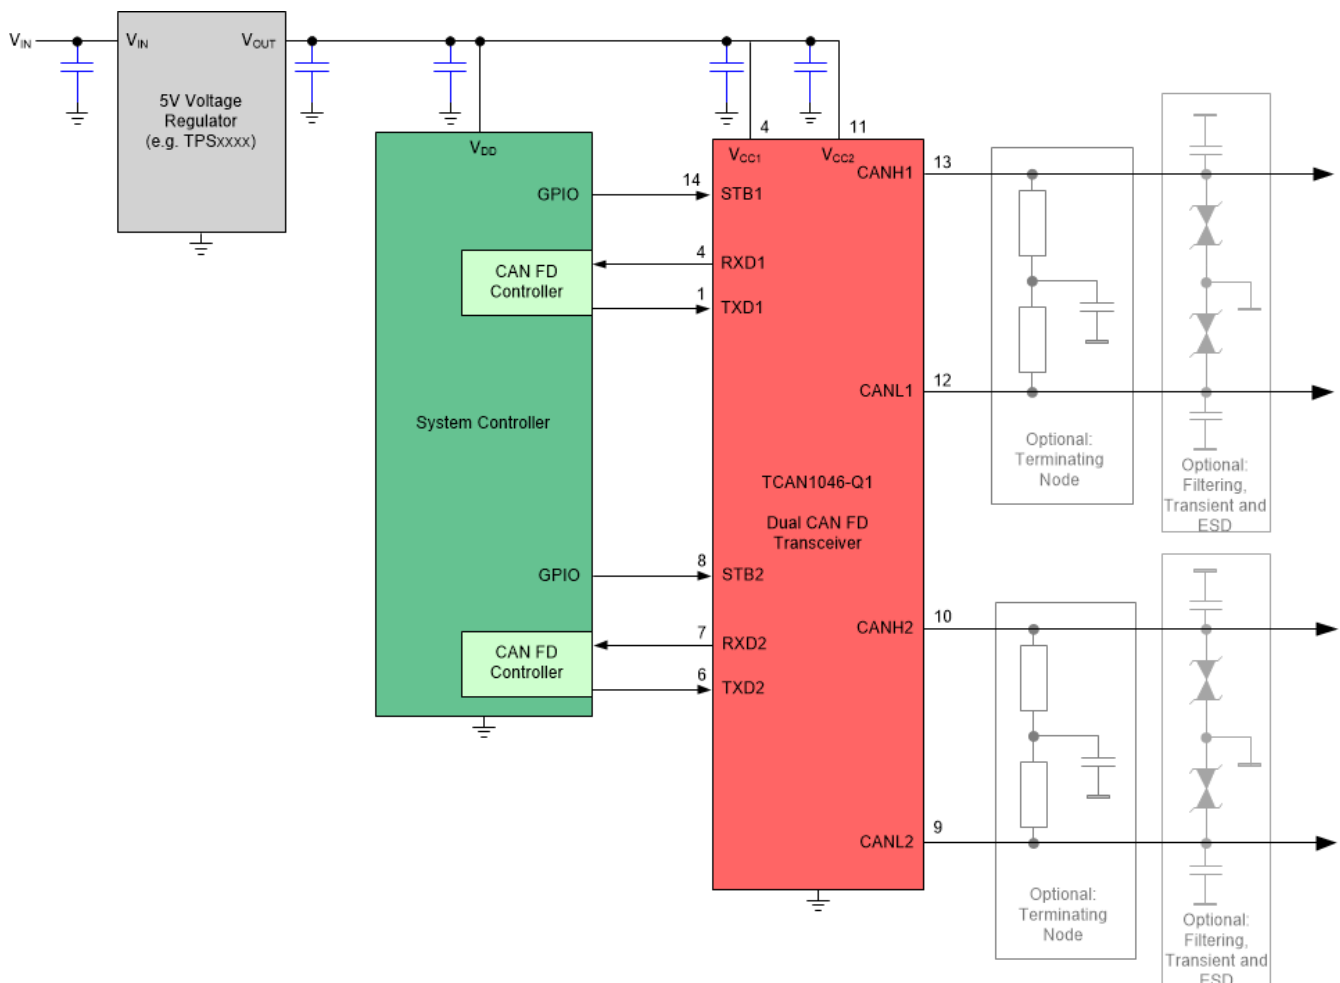 VIN
VIN
VOUT
5V Voltage
Regulator
(e.g. TPSxxxx)
4
11
VDD
VCC1
VCC2
CANH1
13
GPIO
14
STB1
CAN FD
Controller
4
RXD1
1
TXD1
CANL1
12
System Controller
Optional:
Terminating
Node
Optional:
Filtering,
Transient and
ESD
TCAN1046-Q1
Dual CAN FD
Transceiver
GPIO
8
STB2
CANH2
10
CAN FD
Controller
7
RXD2
6
TXD2
CANL2
9
Optional:
Terminating
Node
Optional:
Filtering,
Transient and
ESD